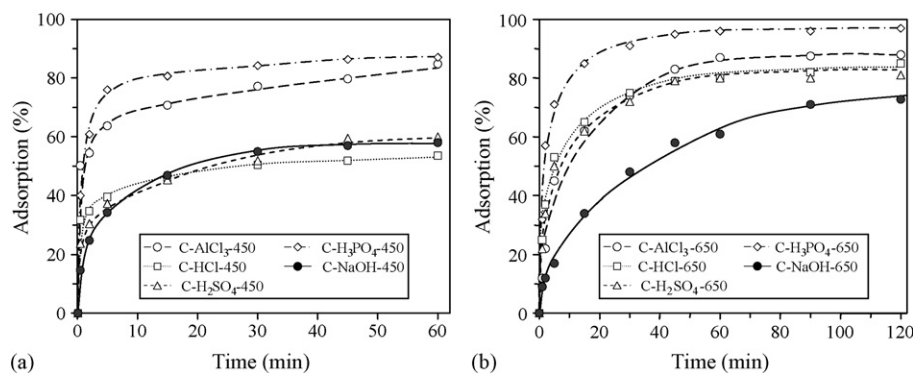 (a)
Adsorption (%)
100
80
60
40
20
0
C-AlCl₃-450
C-H₃PO₄-450
C-HCl-450
C-NaOH-450
C-H₂SO₄-450
0 10 20 30 40 50 60
Time (min)
(b)
Adsorption (%)
100
80
60
40
20
0
C-AlCl₃-650
C-H₃PO₄-650
C-HCl-650
C-NaOH-650
C-H₂SO₄-650
0 20 40 60 80 100 120
Time (min)